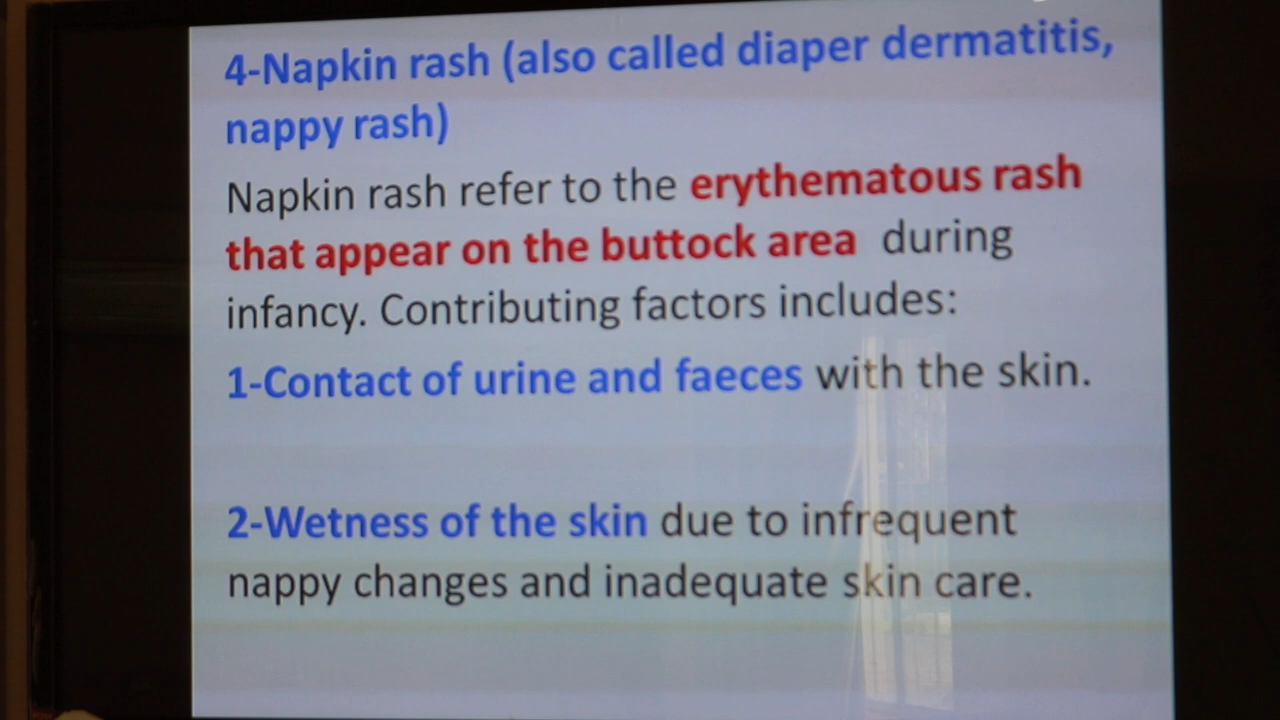 4-Napkin rash (also called diaper dermatitis,
nappy rash)
Napkin rash refer to the erythematous rash
that appear on the buttock area during
infancy. Contributing factors includes:
1-Contact of urine and faeces with the skin.
2-Wetness of the skin due to infrequent
nappy changes and inadequate skin care.